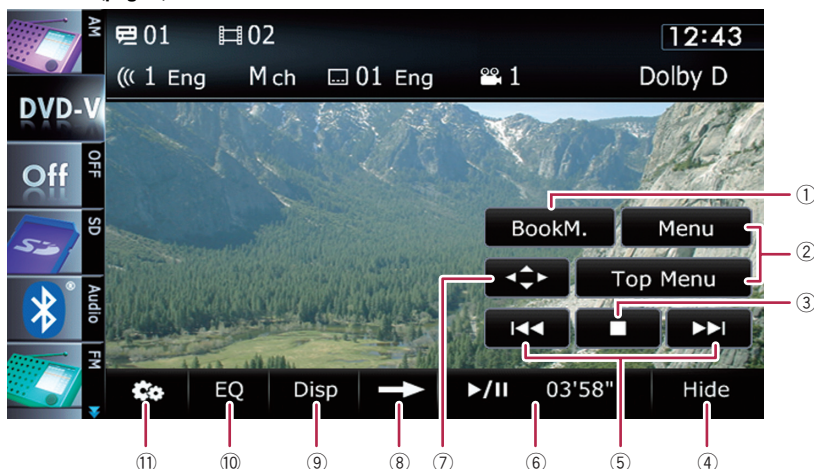 AM
01 02 12:43
1 Eng M ch 01 Eng 1 Dolby D
DVD-V
Off OFF
SD
Audio
FM
BookM. Menu
Top Menu
EQ Disp ▶/II 03'58" Hide
①
②
③
④
⑤
⑥
⑦
⑧
⑨
⑩
⑪